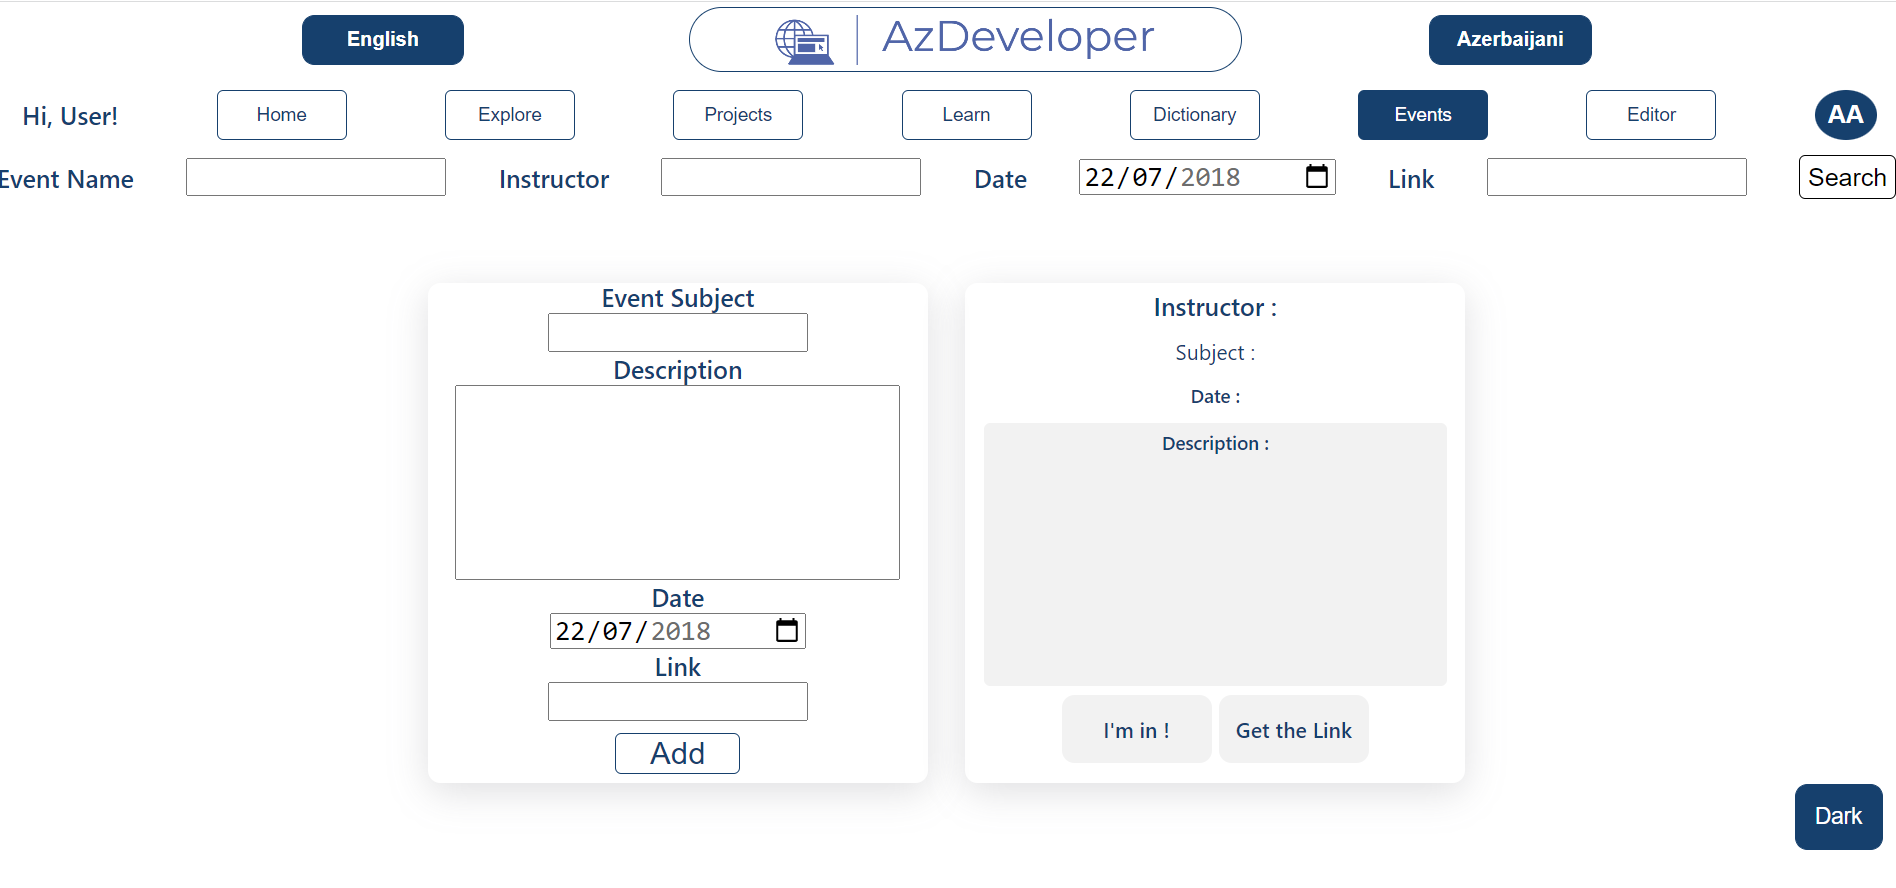 English
AzDeveloper
Azerbaijani
Hi, User!
Home
Explore
Projects
Learn
Dictionary
Events
Editor
AA
Event Name
Instructor
Date
22/07/2018
Link
Search
Event Subject
Description
Date
22/07/2018
Link
Add
Instructor :
Subject :
Date :
Description :
I'm in !
Get the Link
Dark